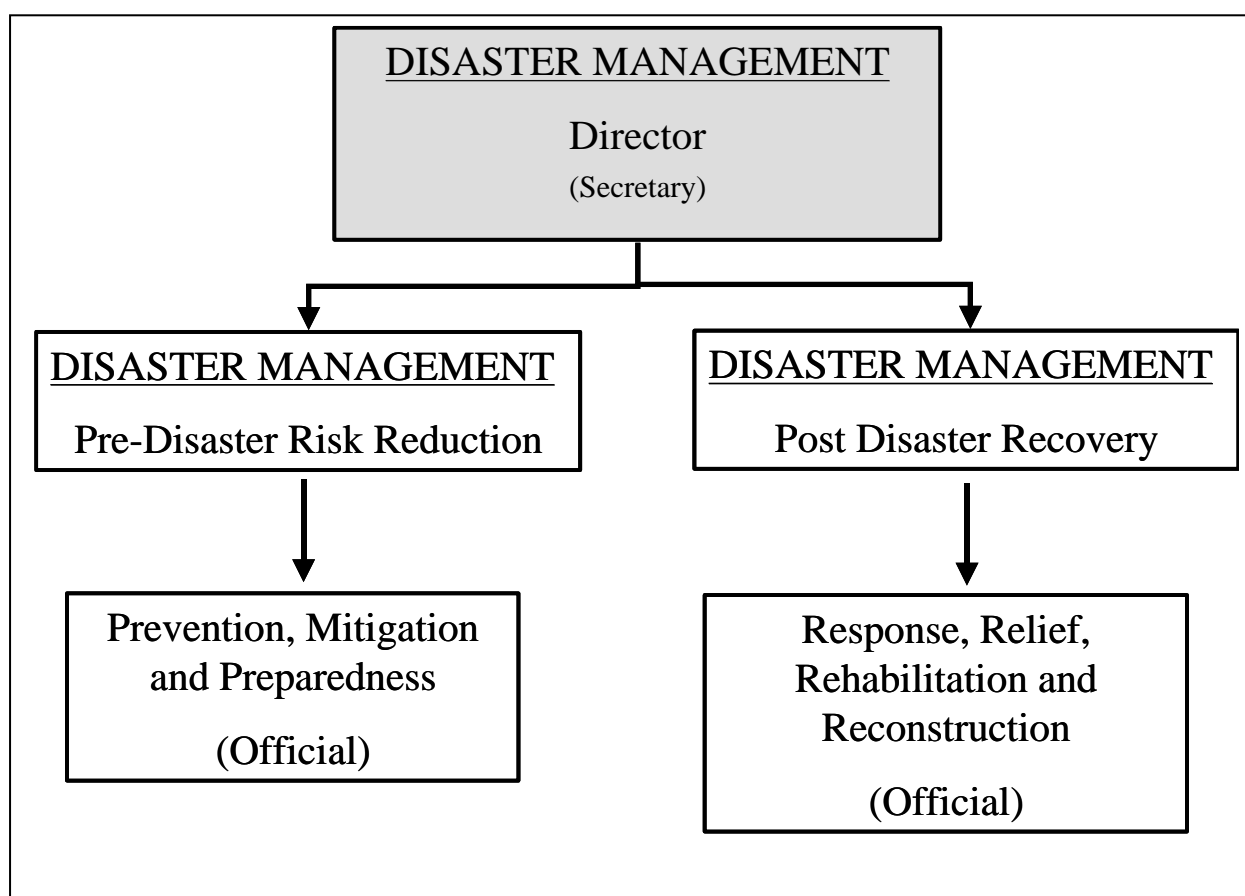 DISASTER MANAGEMENT
Director
(Secretary)
DISASTER MANAGEMENT
Pre-Disaster Risk Reduction
DISASTER MANAGEMENT
Post Disaster Recovery
Prevention, Mitigation
and Preparedness
(Official)
Response, Relief,
Rehabilitation and
Reconstruction
(Official)